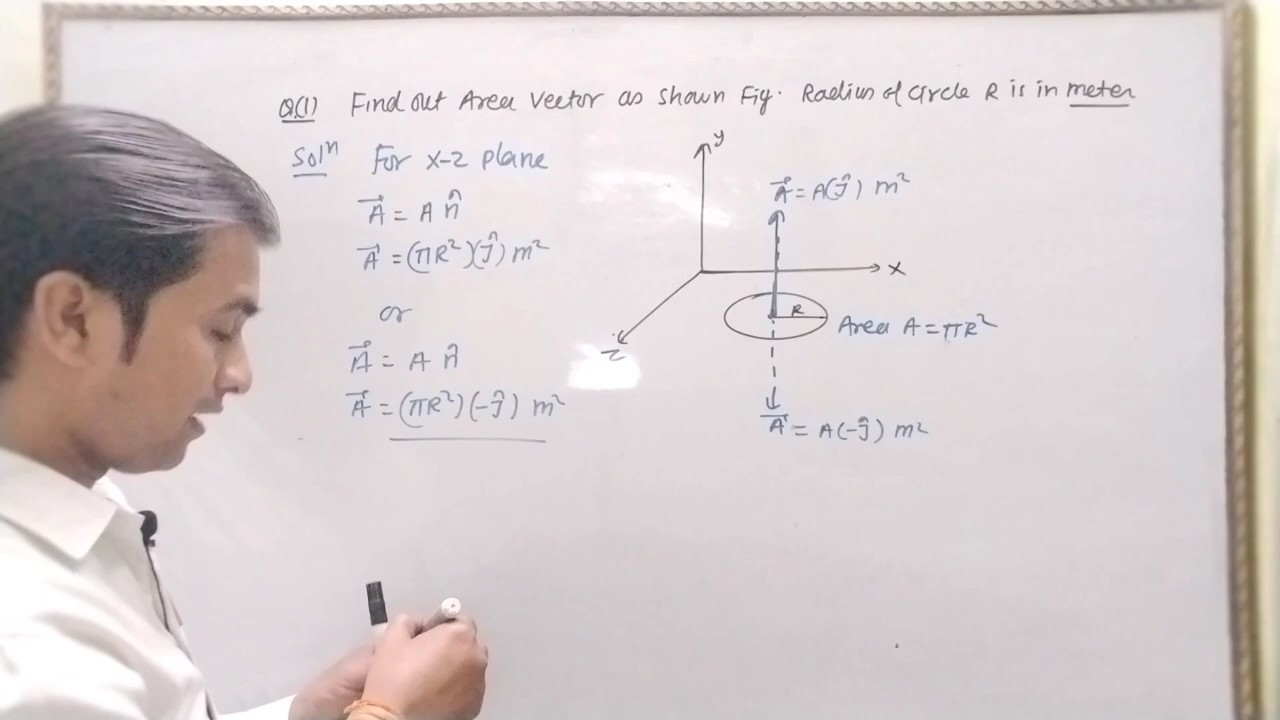 Q.(1) Find out Area Vector as shown Fig. Radius of circle R is in meter
Solⁿ For x-z plane
A⃗ = A n̂
A⃗ = (πR²)(ĵ) m²
or
A⃗ = A n̂
A⃗ = (πR²)(-ĵ) m²
y
A⃗ = A(ĵ) m²
x
R
Area A = πR²
z
A⃗ = A(-ĵ) m²